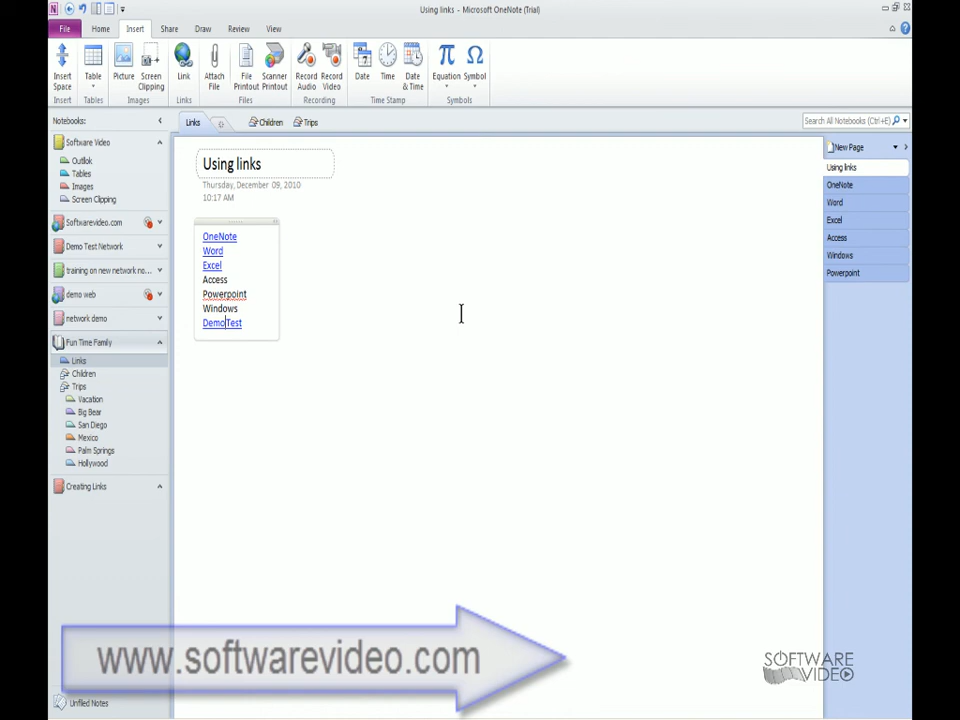 Using links - Microsoft OneNote (Trial)
File Home Insert Share Draw Review View
Insert Space
Table
Picture
Screen Clipping
Link
Attach File
File Printout
Scanner Printout
Record Audio
Record Video
Date
Time
Date & Time
Equation
Symbol
Insert Tables Images Links Files Recording Time Stamp Symbols
Notebooks:
Links Children Trips
Search All Notebooks (Ctrl+E)
Software Video
Outllok
Tables
Images
Screen Clipping
Softwarevideo.com
Demo Test Network
training on new network no...
demo web
network demo
Fun Time Family
Links
Children
Trips
Vacation
Big Bear
San Diego
Mexico
Palm Springs
Hollywood
Creating Links
Unfiled Notes
Using links
Thursday, December 09, 2010
10:17 AM
OneNote
Word
Excel
Access
Powerpoint
Windows
DemoTest
New Page
Using links
OneNote
Word
Excel
Access
Windows
Powerpoint
www.softwarevideo.com
SOFTWARE
VIDEO